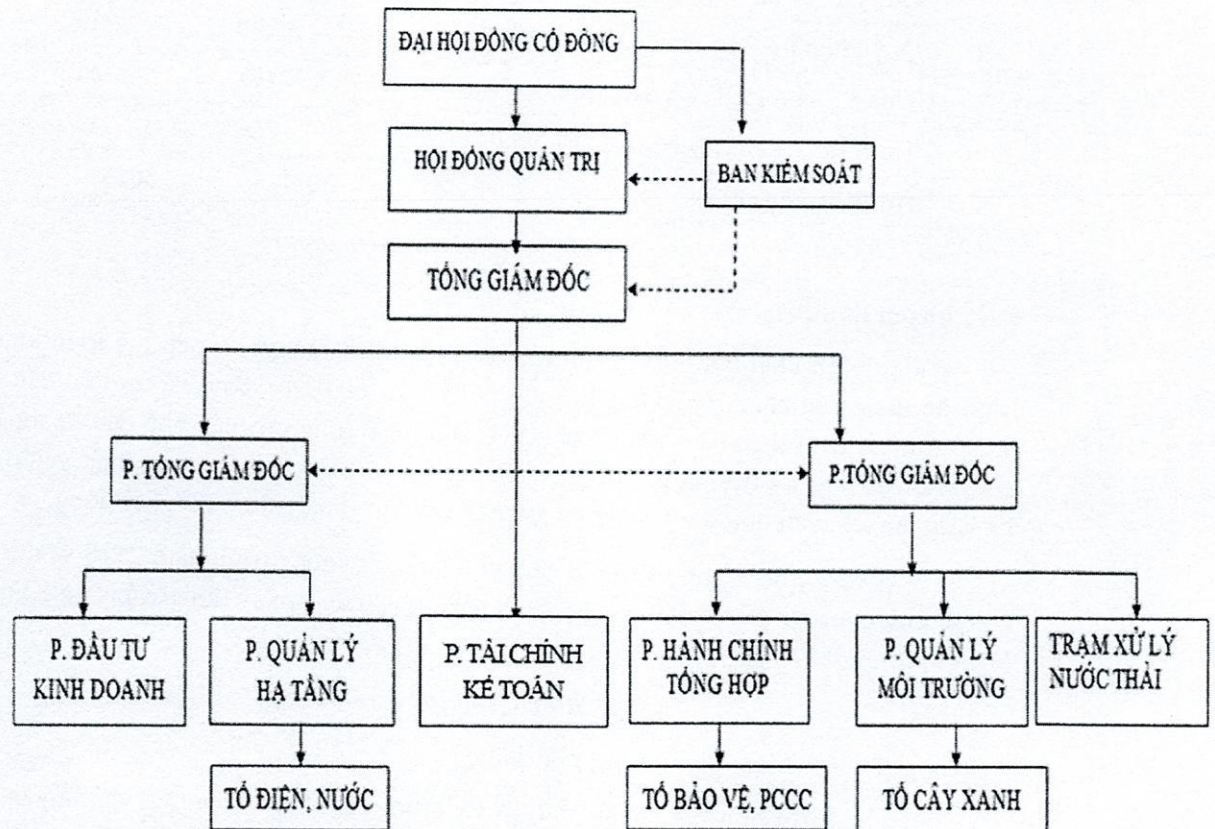 ĐẠI HỘI ĐỒNG CỔ ĐÔNG
HỘI ĐỒNG QUẢN TRỊ
BAN KIỂM SOÁT
TỔNG GIÁM ĐỐC
P. TỔNG GIÁM ĐỐC
P.TỔNG GIÁM ĐỐC
P. ĐẦU TƯ
KINH DOANH
P. QUẢN LÝ
HẠ TẦNG
P. TÀI CHÍNH
KẾ TOÁN
P. HÀNH CHÍNH
TỔNG HỢP
P. QUẢN LÝ
MÔI TRƯỜNG
TRẠM XỬ LÝ
NƯỚC THẢI
TỔ ĐIỆN, NƯỚC
TỔ BẢO VỆ, PCCC
TỔ CÂY XANH